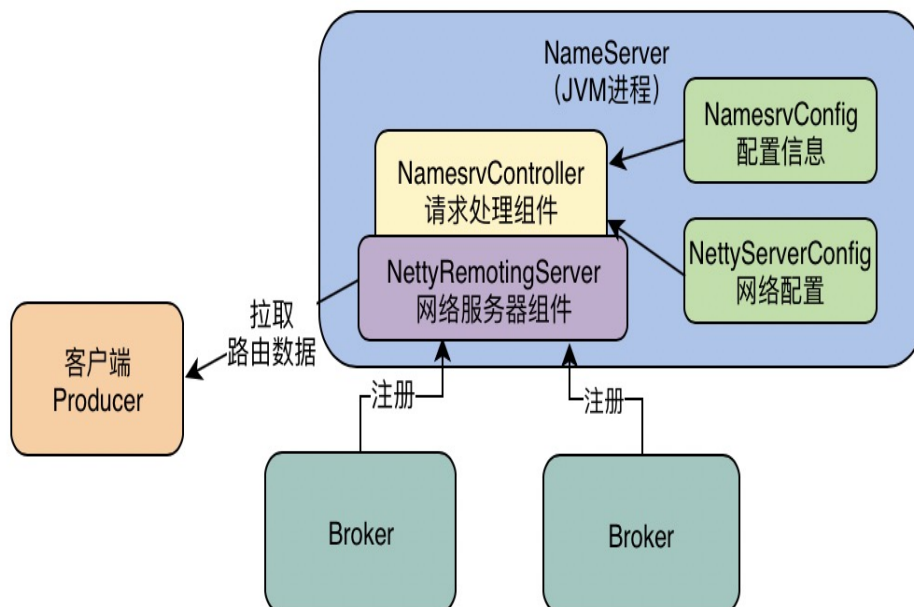 NameServer
（JVM进程）
NamesrvConfig
配置信息
NamesrvController
请求处理组件
NettyServerConfig
网络配置
NettyRemotingServer
网络服务器组件
拉取
路由数据
客户端
Producer
注册
注册
Broker
Broker